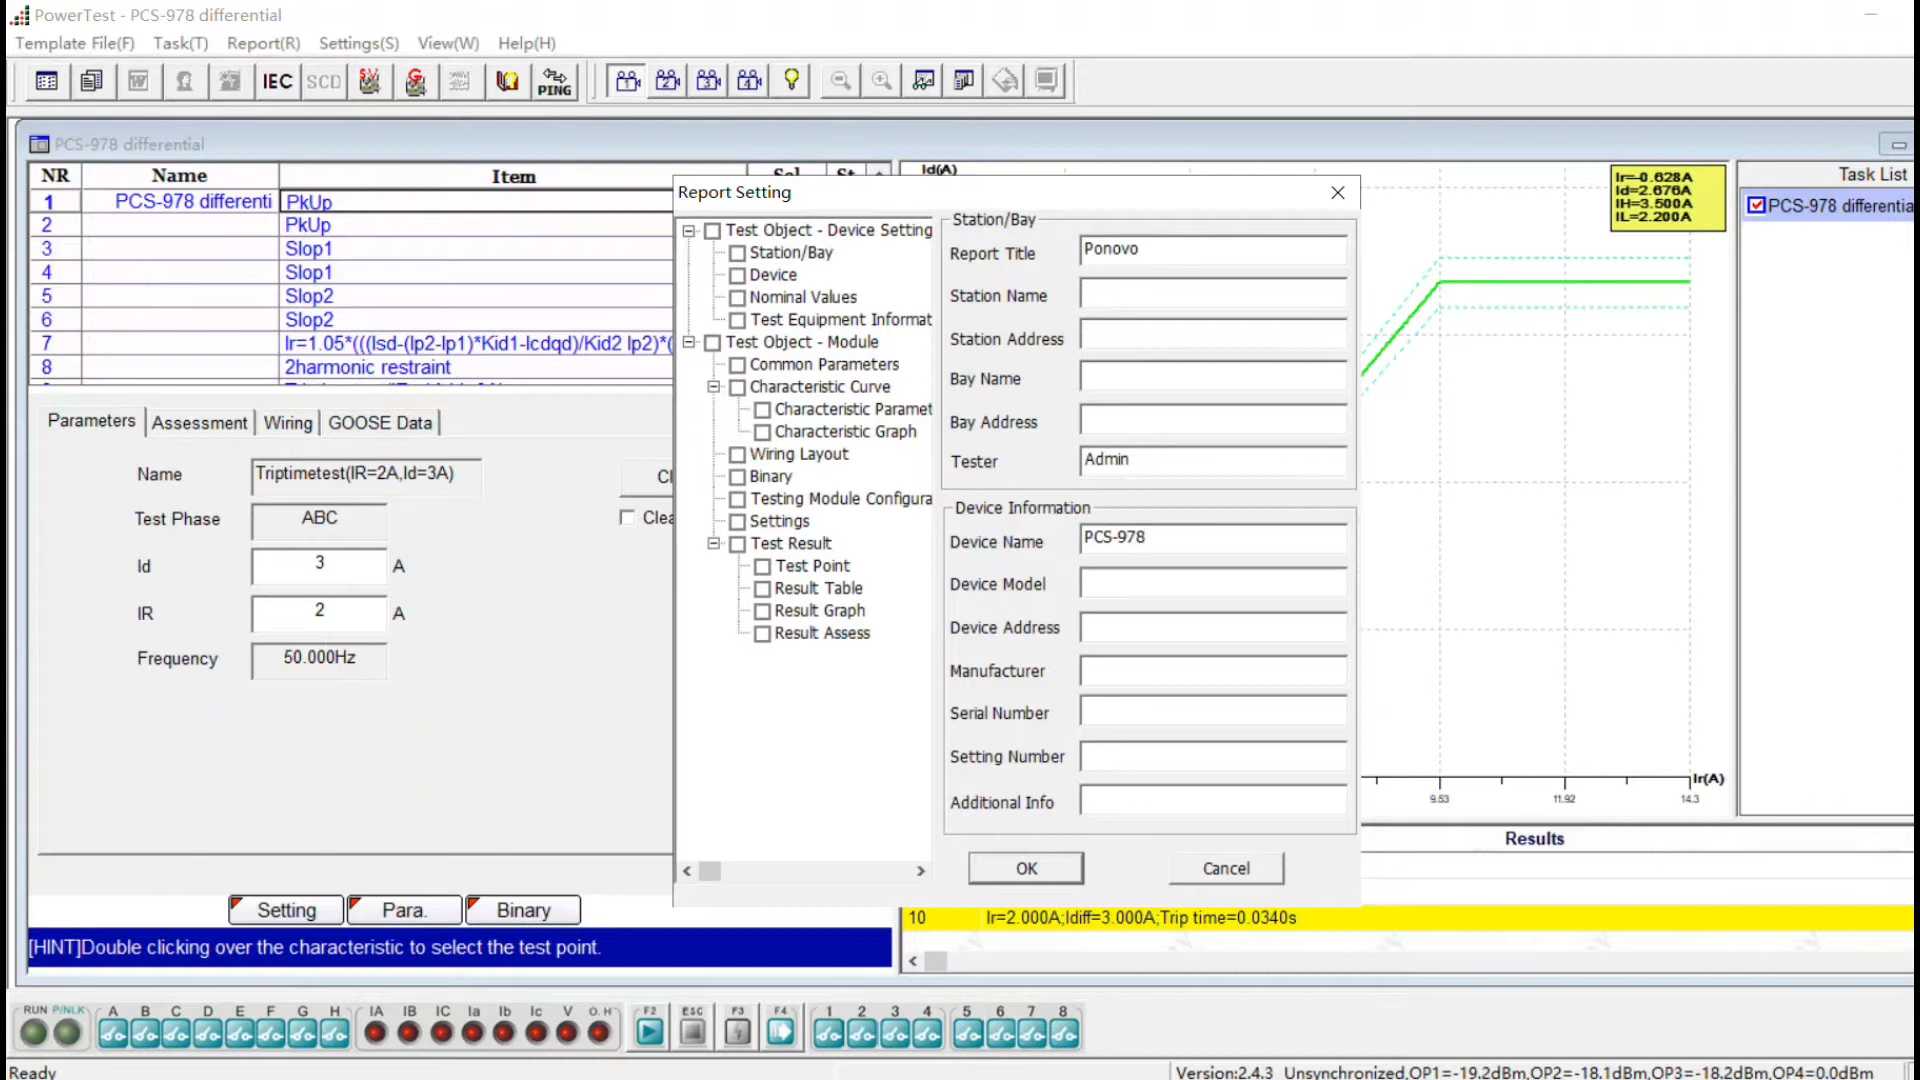 PowerTest - PCS-978 differential
Template File(F) Task(T) Report(R) Settings(S) View(W) Help(H)
IEC SCD PING
PCS-978 differential
NR Name Item
1 PCS-978 differenti PkUp
2 PkUp
3 Slop1
4 Slop1
5 Slop2
6 Slop2
7 Ir=1.05*(((Isd-(Ip2-Ip1)*Kid1-Icdqd)/Kid2 Ip2)*(
8 2harmonic restraint
Parameters Assessment Wiring GOOSE Data
Name Triptimetest(IR=2A,Id=3A)
Test Phase ABC
Id 3 A
IR 2 A
Frequency 50.000Hz
Cl
Clea
Setting Para. Binary
[HINT]Double clicking over the characteristic to select the test point.
Id(A)
Report Setting
Test Object - Device Setting
Station/Bay
Device
Nominal Values
Test Equipment Informat
Test Object - Module
Common Parameters
Characteristic Curve
Characteristic Paramet
Characteristic Graph
Wiring Layout
Binary
Testing Module Configura
Settings
Test Result
Test Point
Result Table
Result Graph
Result Assess
Station/Bay
Report Title Ponovo
Station Name
Station Address
Bay Name
Bay Address
Tester Admin
Device Information
Device Name PCS-978
Device Model
Device Address
Manufacturer
Serial Number
Setting Number
Additional Info
OK Cancel
Ir=-0.628A
Id=2.676A
IH=3.500A
IL=2.200A
Ir(A)
9.53 11.92 14.3
Task List
PCS-978 differentia
Results
10 Ir=2.000A;Idiff=3.000A;Trip time=0.0340s
RUN P/NLK A B C D E F G H IA IB IC Ia Ib Ic V O.H F2 ESC F3 F4 1 2 3 4 5 6 7 8
Ready
Version:2.4.3 Unsynchronized,OP1=-19.2dBm,OP2=-18.1dBm,OP3=-18.2dBm,OP4=0.0dBm